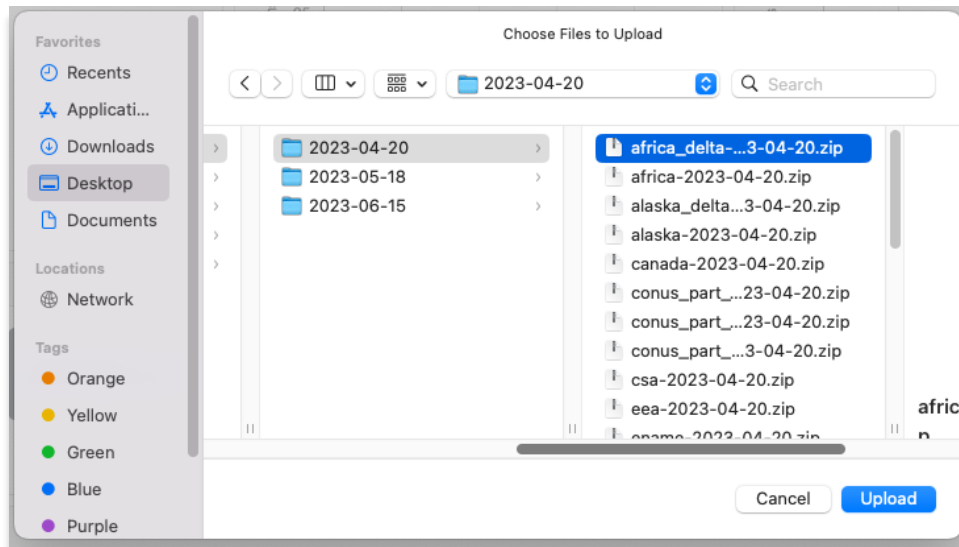 Choose Files to Upload
Favorites
Recents
Applicati...
Downloads
Desktop
Documents
Locations
Network
Tags
Orange
Yellow
Green
Blue
Purple
2023-04-20
Search
2023-04-20
2023-05-18
2023-06-15
africa_delta-...3-04-20.zip
africa-2023-04-20.zip
alaska_delta...3-04-20.zip
alaska-2023-04-20.zip
canada-2023-04-20.zip
conus_part_...23-04-20.zip
conus_part_...23-04-20.zip
conus_part_...3-04-20.zip
csa-2023-04-20.zip
eea-2023-04-20.zip
afric
Cancel
Upload